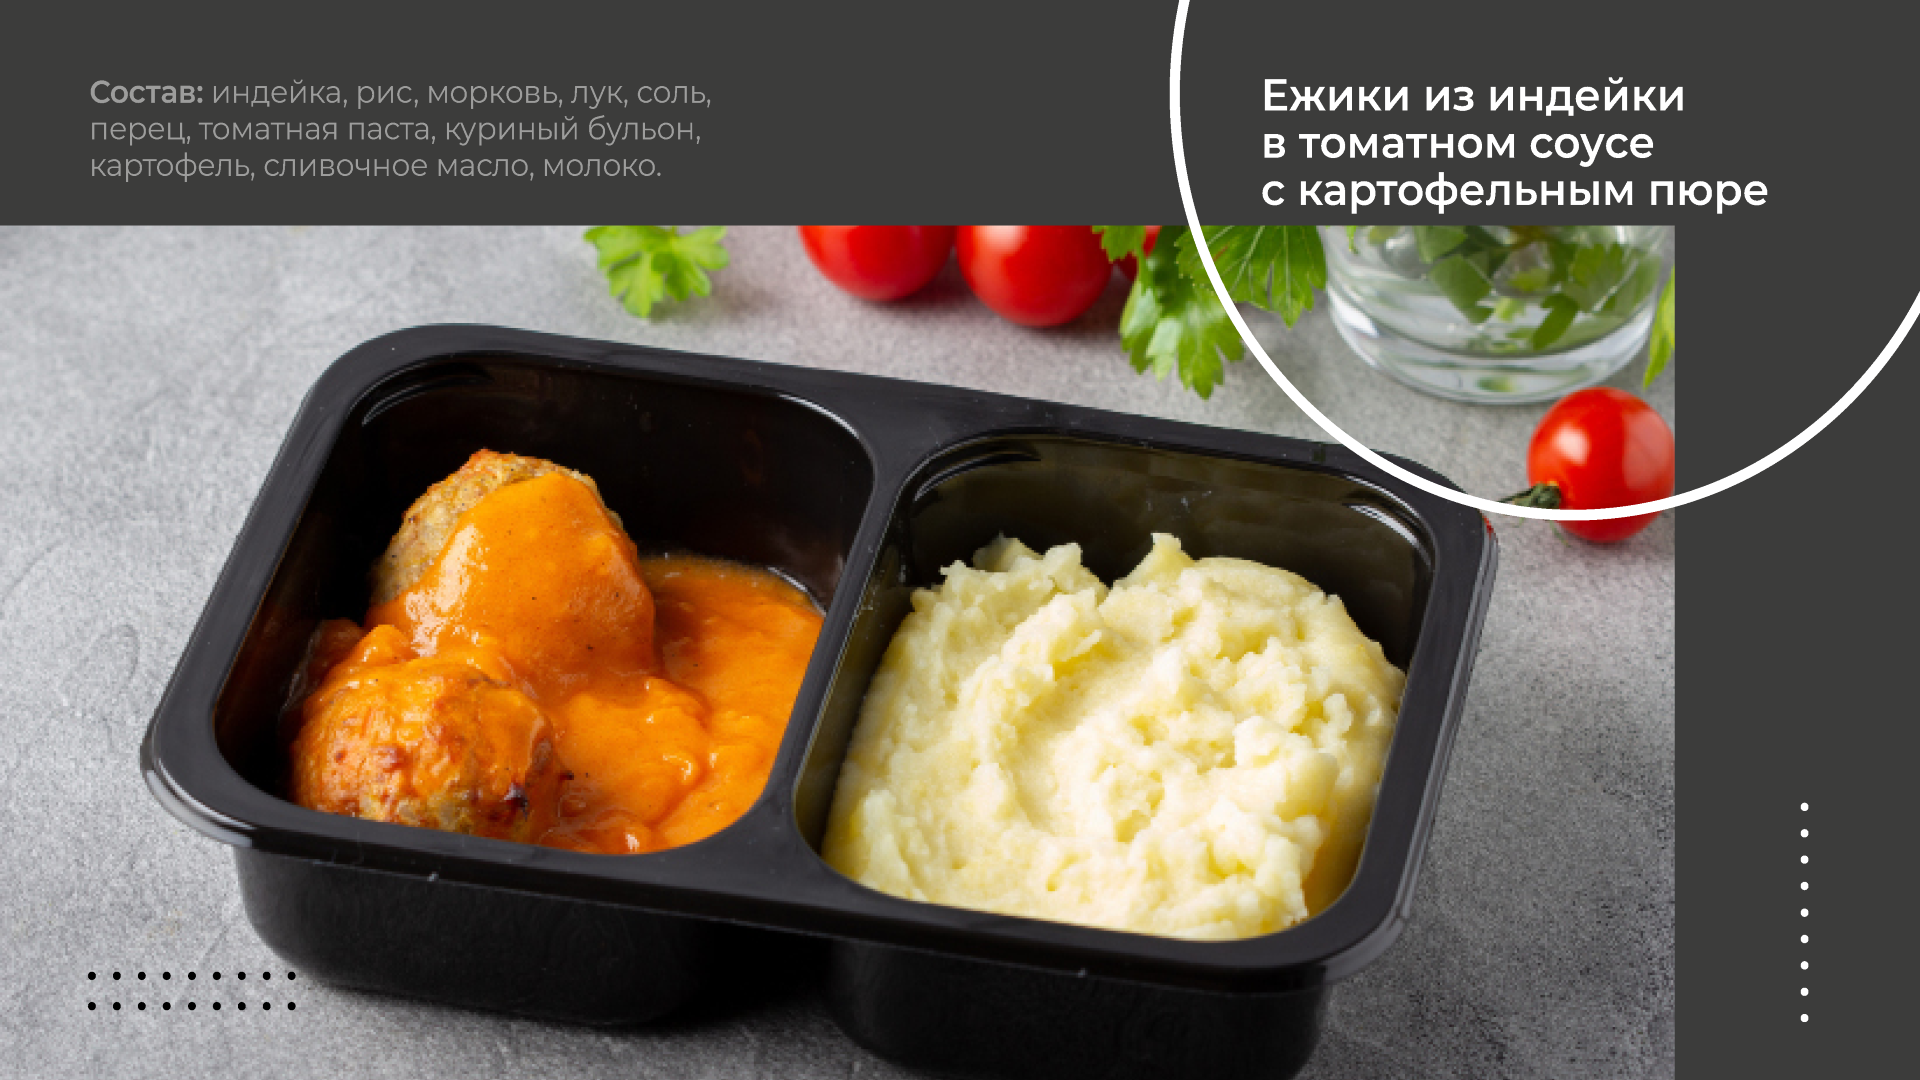 Состав: индейка, рис, морковь, лук, соль,
перец, томатная паста, куриный бульон,
картофель, сливочное масло, молоко.
Ежики из индейки
в томатном соусе
с картофельным пюре